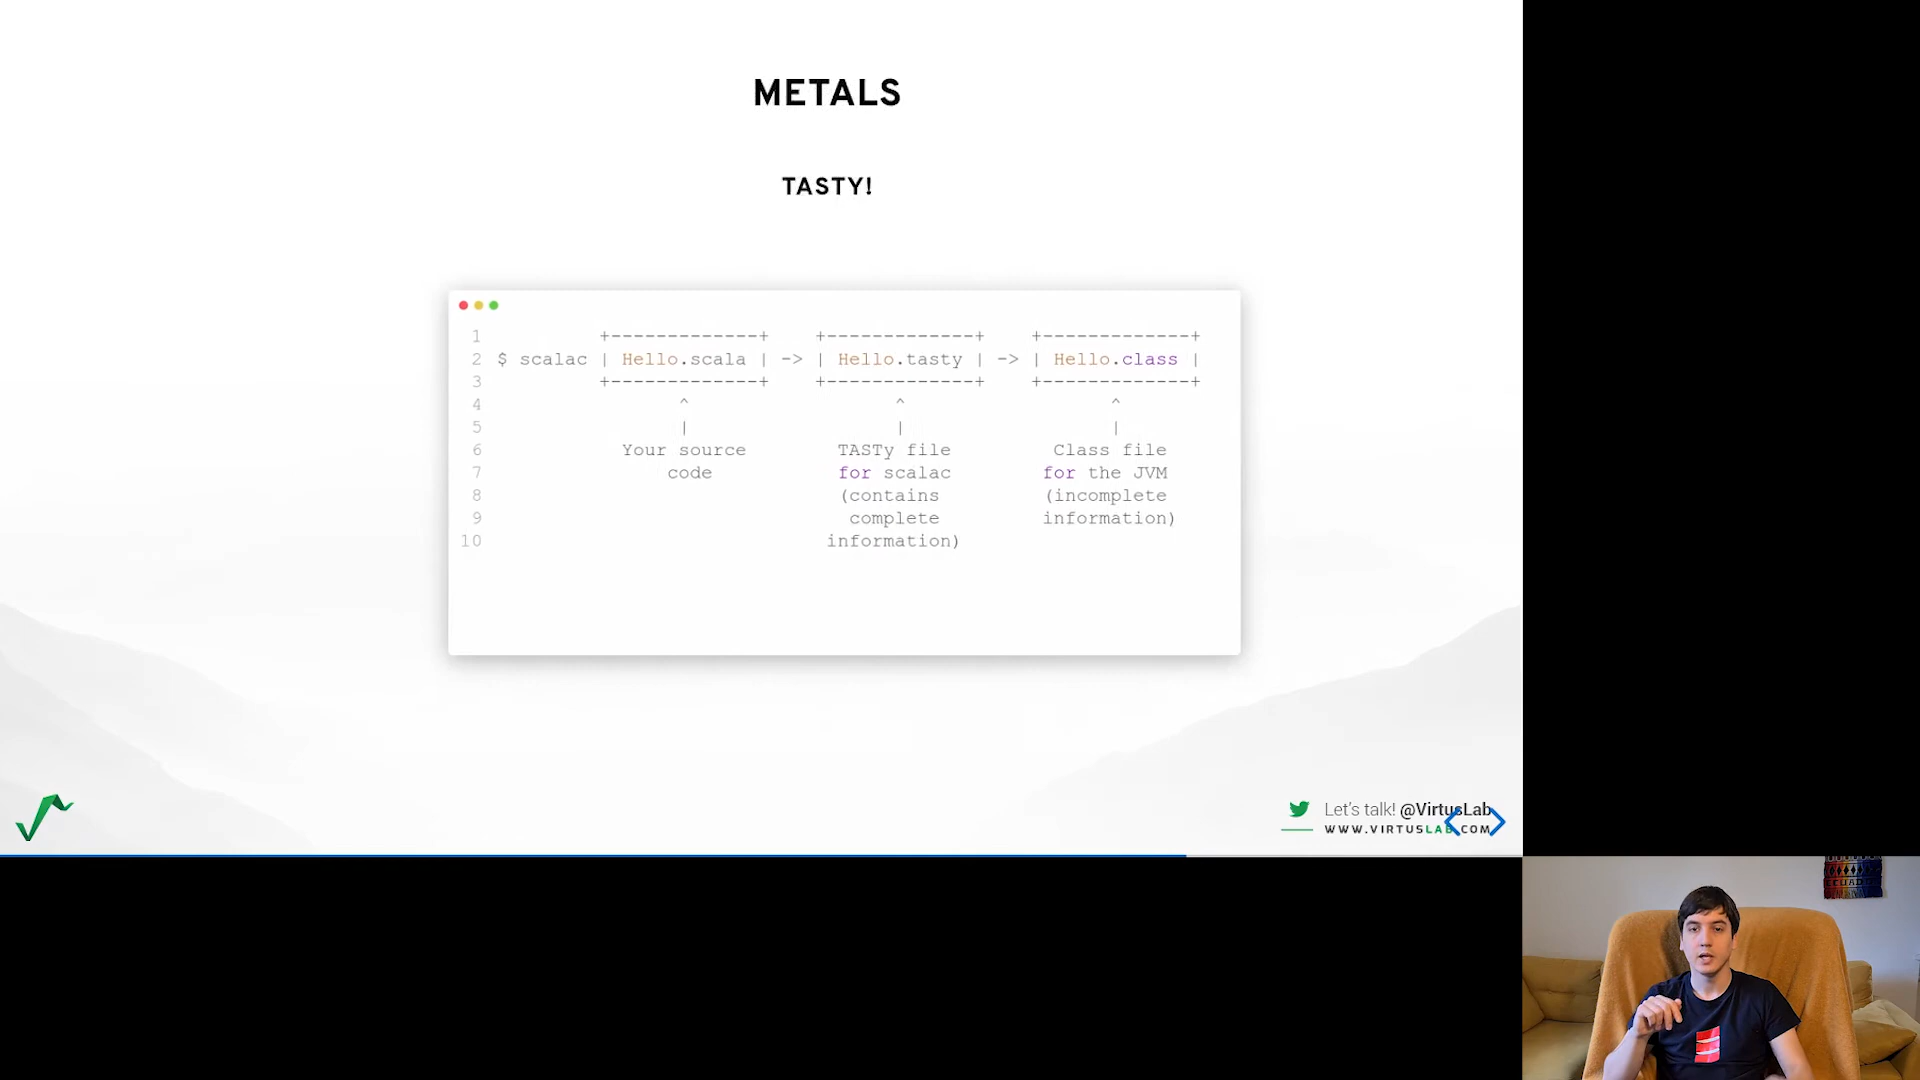 METALS
TASTY!
1 +-------------+ +-------------+ +-------------+
2 $ scalac | Hello.scala | -> | Hello.tasty | -> | Hello.class |
3 +-------------+ +-------------+ +-------------+
4 ^ ^ ^
5 | | |
6 Your source TASTy file Class file
7 code for scalac for the JVM
8 (contains (incomplete
9 complete information)
10 information)
Let's talk! @VirtusLab
WWW.VIRTUSLAB.COM
ECUADOR